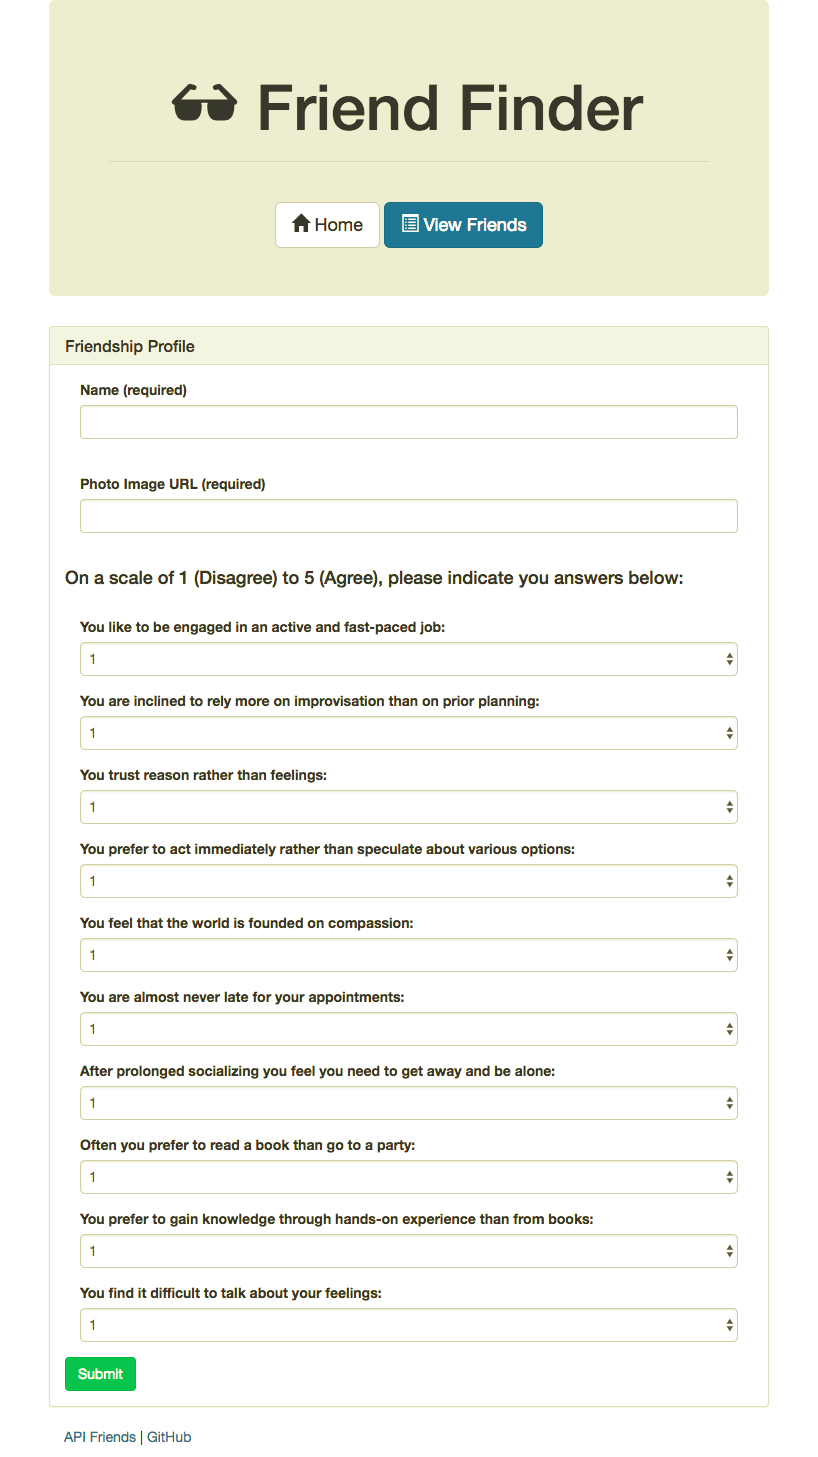 Friend Finder
Home View Friends
Friendship Profile
Name (required)
Photo Image URL (required)
On a scale of 1 (Disagree) to 5 (Agree), please indicate you answers below:
You like to be engaged in an active and fast-paced job:
1
You are inclined to rely more on improvisation than on prior planning:
1
You trust reason rather than feelings:
1
You prefer to act immediately rather than speculate about various options:
1
You feel that the world is founded on compassion:
1
You are almost never late for your appointments:
1
After prolonged socializing you feel you need to get away and be alone:
1
Often you prefer to read a book than go to a party:
1
You prefer to gain knowledge through hands-on experience than from books:
1
You find it difficult to talk about your feelings:
1
Submit
API Friends | GitHub